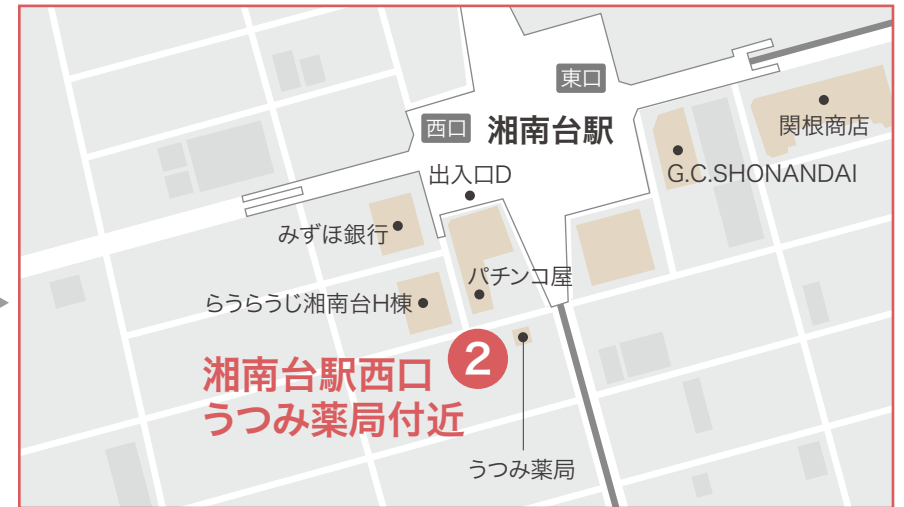 東口
西口
湘南台駅
関根商店
G.C.SHONANDAI
出入口D
みずほ銀行
パチンコ屋
らうらうじ湘南台H棟
2
湘南台駅西口
うつみ薬局付近
うつみ薬局